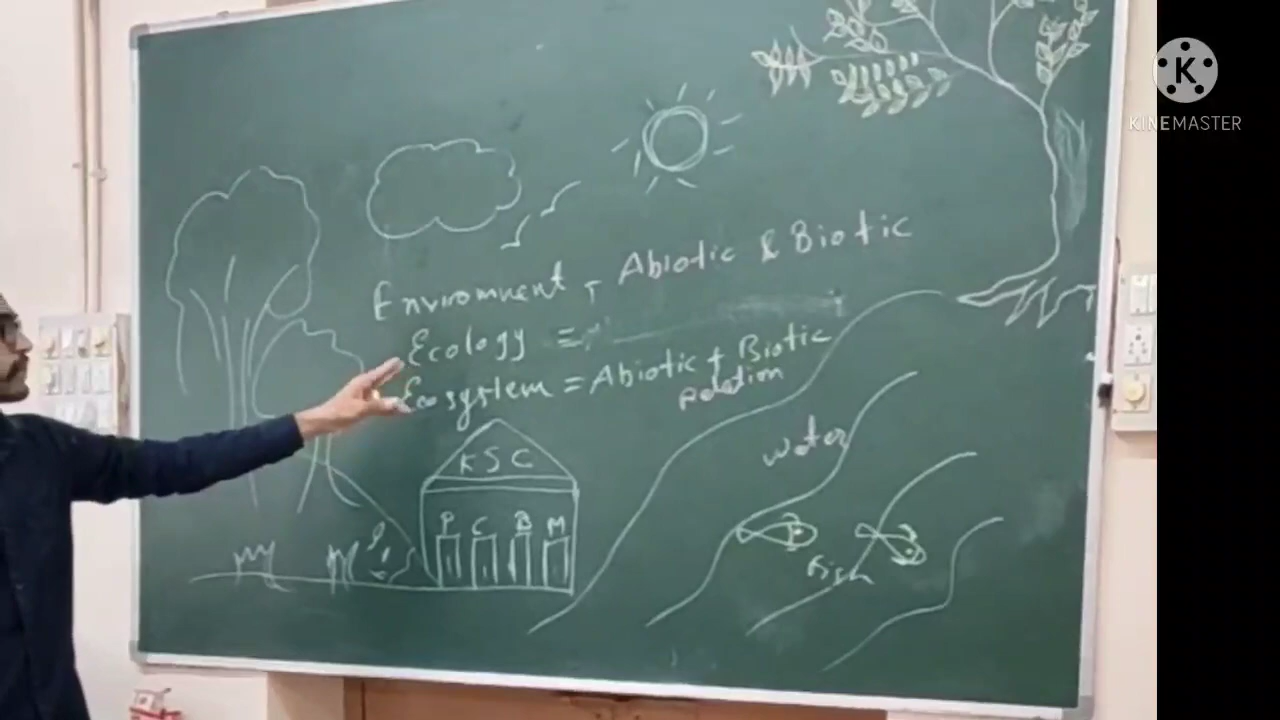 K
KINEMASTER
Environment, Abiotic & Biotic
Ecology =
Ecosystem = Abiotic + Biotic
relation
water
KSC
P C B M
fish